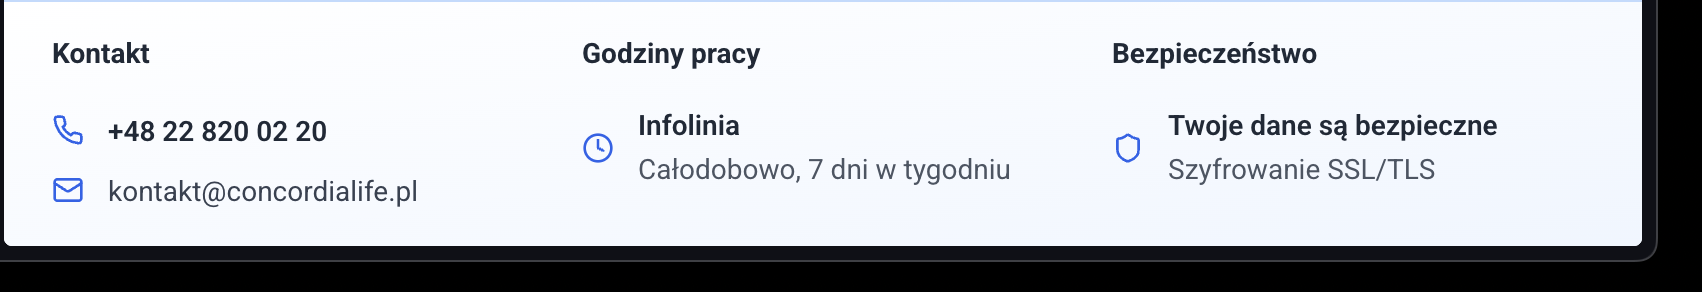 Kontakt
+48 22 820 02 20
kontakt@concordialife.pl
Godziny pracy
Infolinia
Całodobowo, 7 dni w tygodniu
Bezpieczeństwo
Twoje dane są bezpieczne
Szyfrowanie SSL/TLS